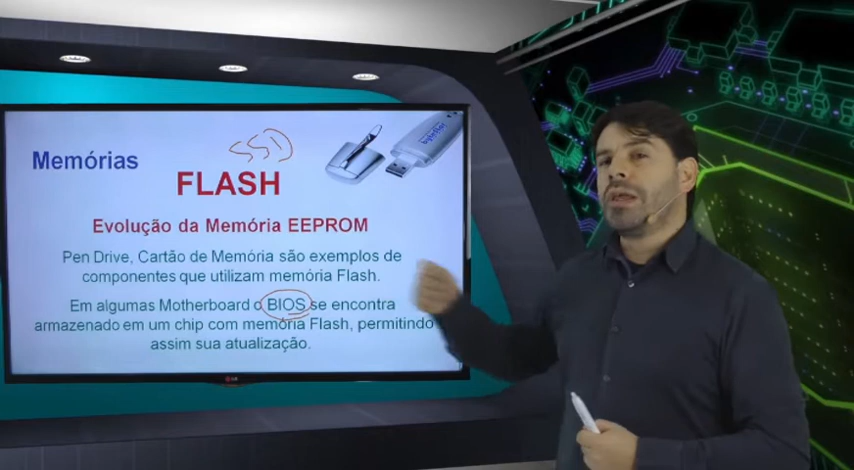 SSD
Memórias
FLASH
Evolução da Memória EEPROM
Pen Drive, Cartão de Memória são exemplos de
componentes que utilizam memória Flash.
Em algumas Motherboard o BIOS se encontra
armazenado em um chip com memória Flash, permitindo
assim sua atualização.
LG